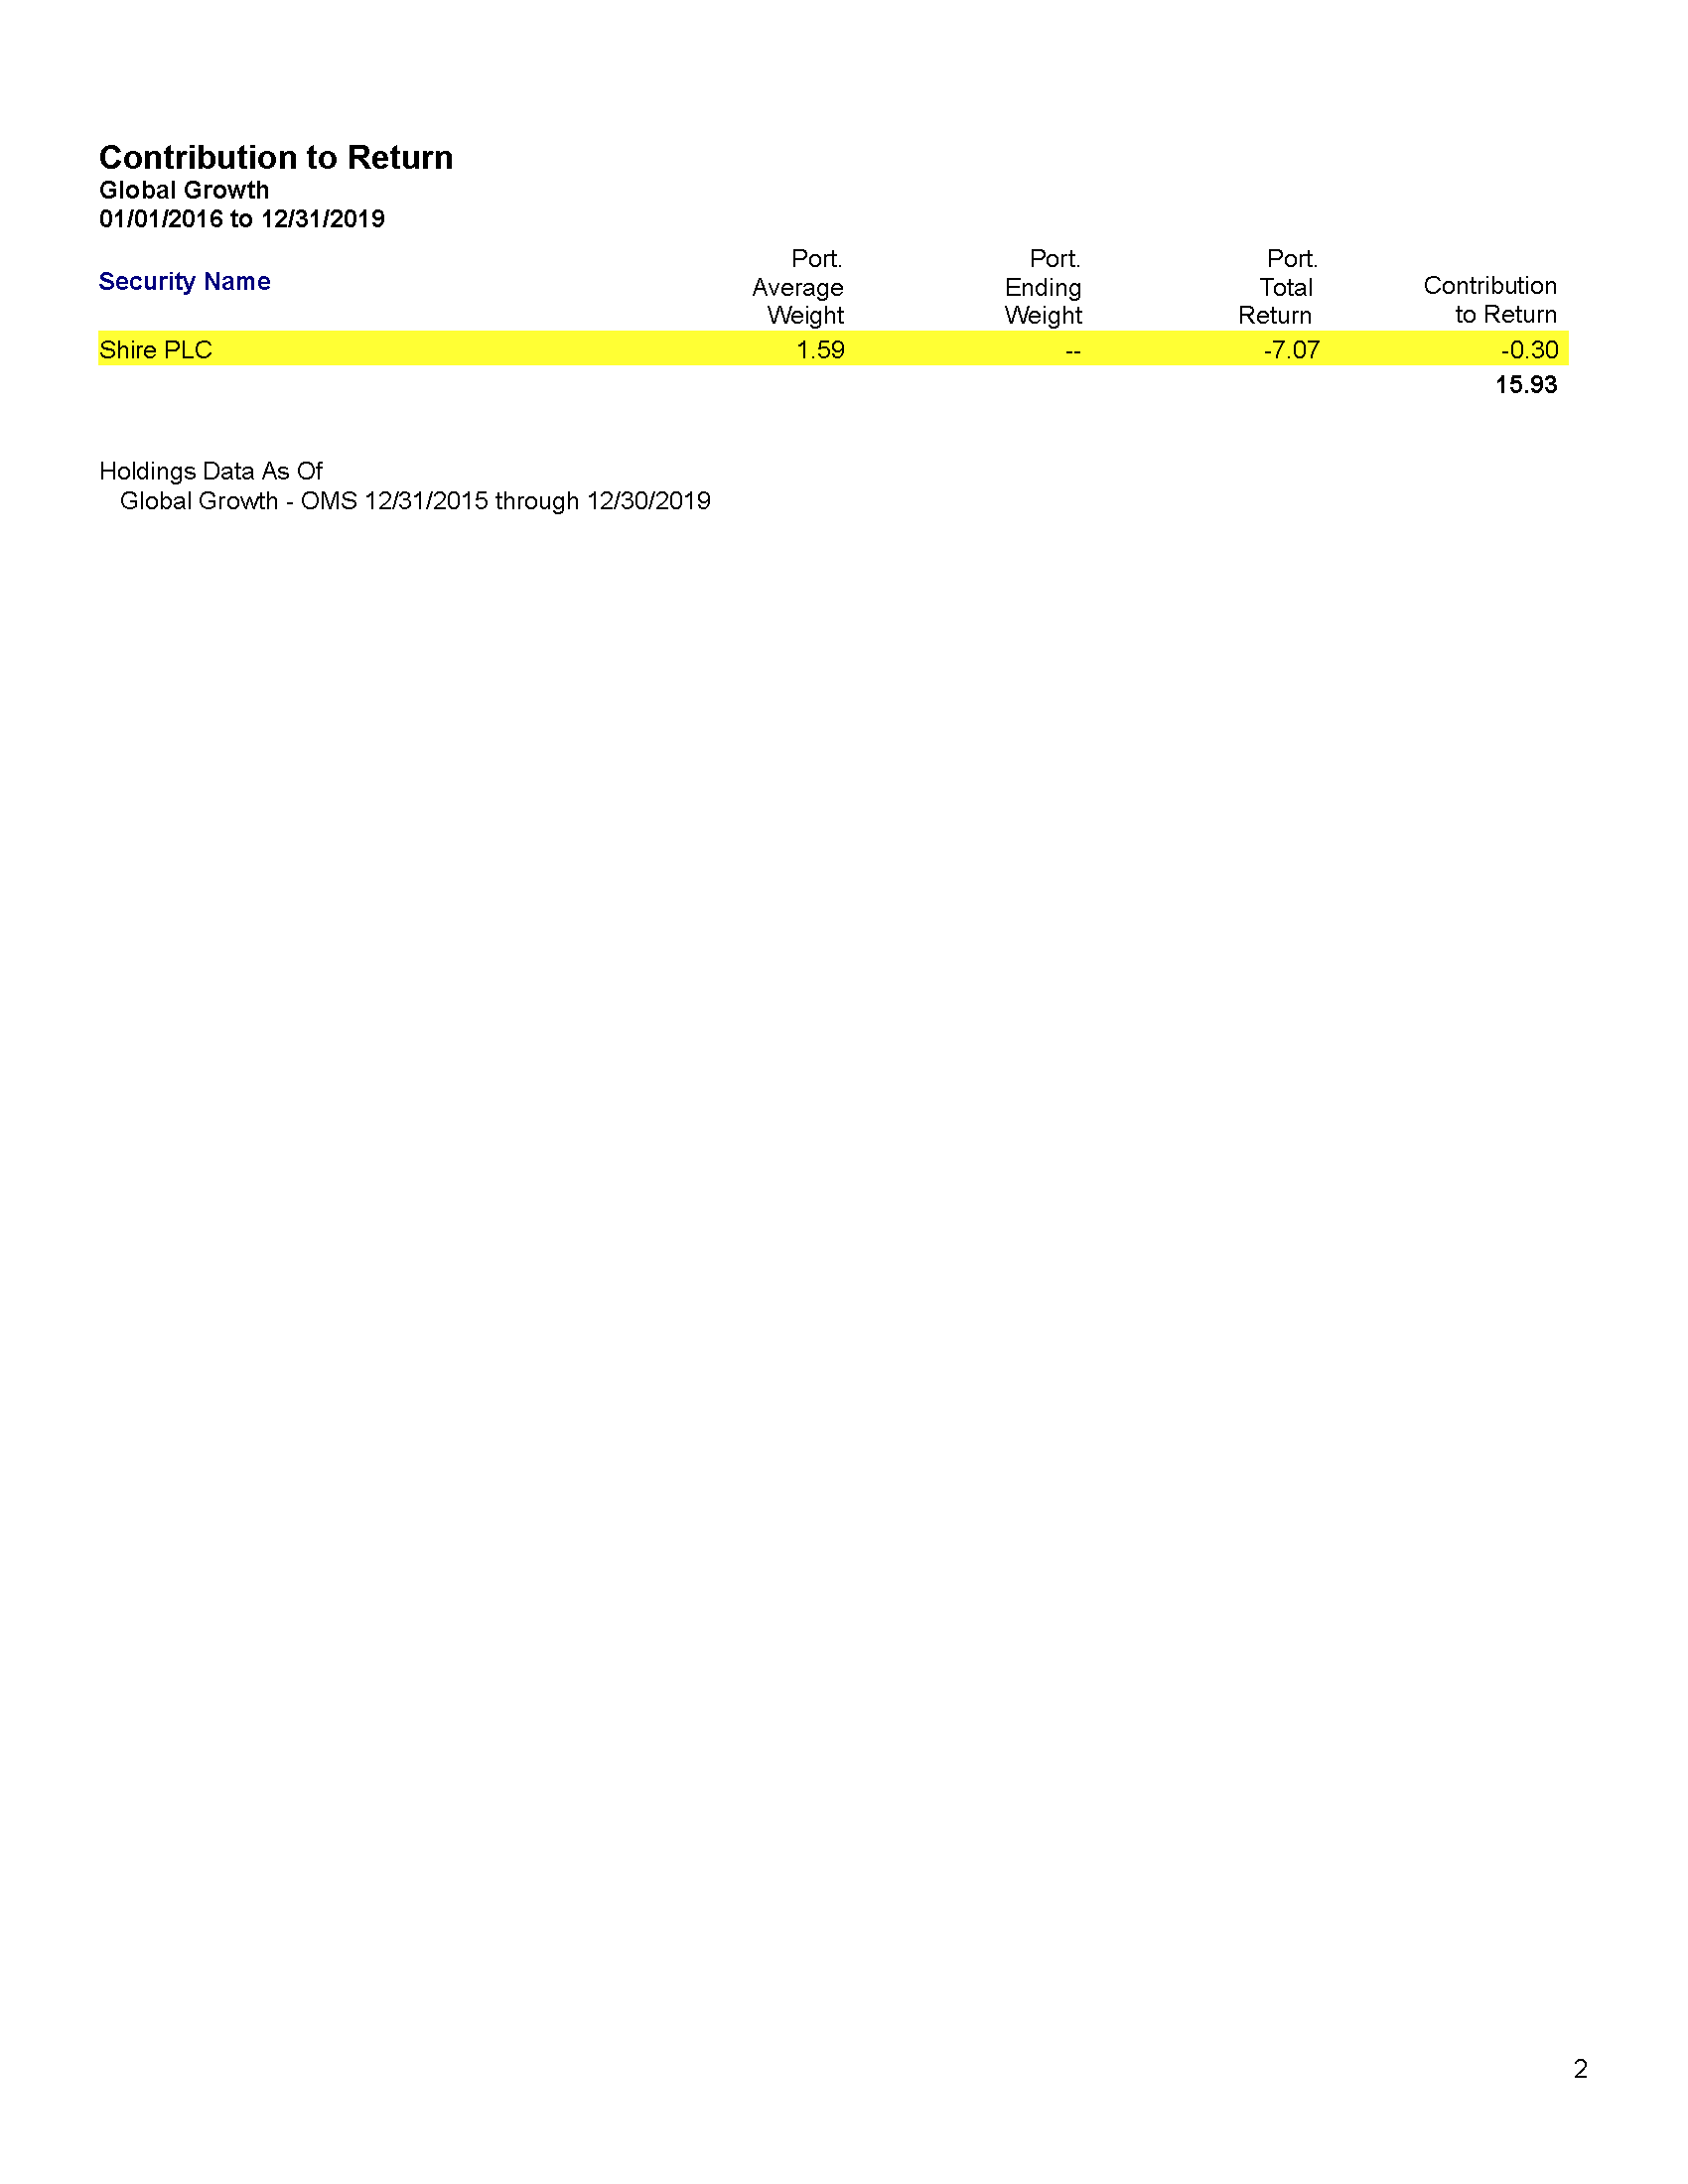 Contribution to Return
Global Growth
01/01/2016 to 12/31/2019
Security Name Port. Average Weight Port. Ending Weight Port. Total Return Contribution to Return
Shire PLC 1.59 -- -7.07 -0.30
15.93
Holdings Data As Of
Global Growth - OMS 12/31/2015 through 12/30/2019
2